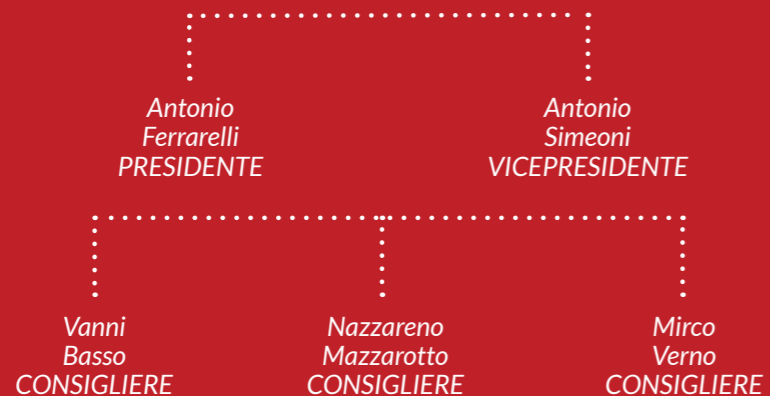 Antonio
Ferrarelli
PRESIDENTE
Antonio
Simeoni
VICEPRESIDENTE
Vanni
Basso
CONSIGLIERE
Nazzareno
Mazzarotto
CONSIGLIERE
Mirco
Verno
CONSIGLIERE